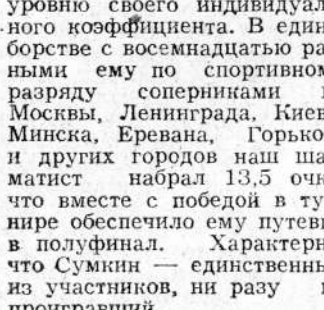 уровню своего индивидуал
ного коэффициента. В един
борстве с восемнадцатью ра
ными ему по спортивном
разряду соперниками
Москвы, Ленинграда, Киев
Минска, Еревана, Горько
и других городов наш ша
матист набрал 13,5 очк
что вместе с победой в ту
нире обеспечило ему путевк
в полуфинал. Характерн
что Сумкин — единственны
из участников, ни разу
проигравший